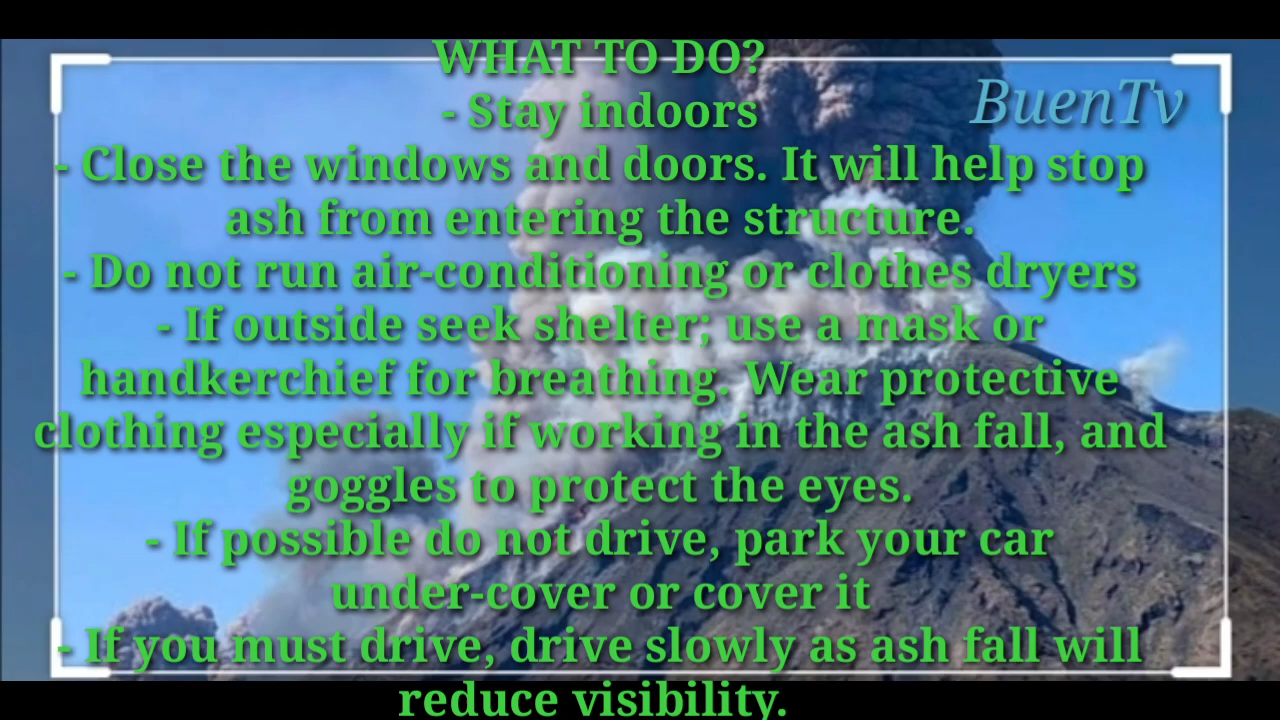 WHAT TO DO?
- Stay indoors
BuenTv
- Close the windows and doors. It will help stop
ash from entering the structure.
- Do not run air-conditioning or clothes dryers
- If outside seek shelter; use a mask or
handkerchief for breathing. Wear protective
clothing especially if working in the ash fall, and
goggles to protect the eyes.
- If possible do not drive, park your car
under-cover or cover it
- If you must drive, drive slowly as ash fall will
reduce visibility.